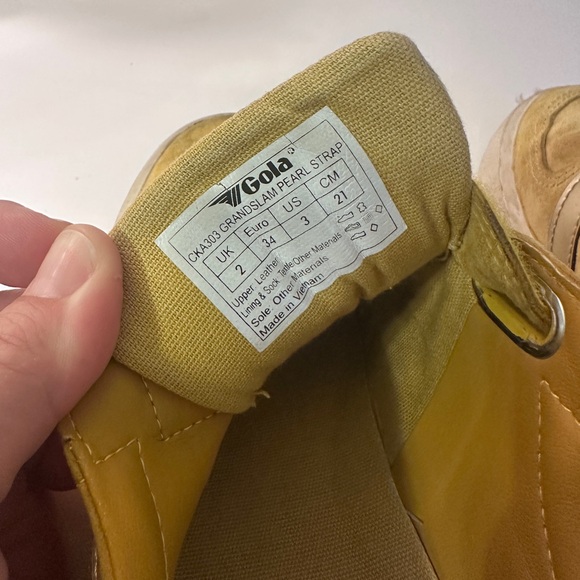 Gola
CKA303 GRANDSLAM PEARL STRAP
UK Euro US CM
2 34 3 21
Upper Leather
Lining & Sock Textile/Other Materials
Sole Other Materials
Made in Vietnam